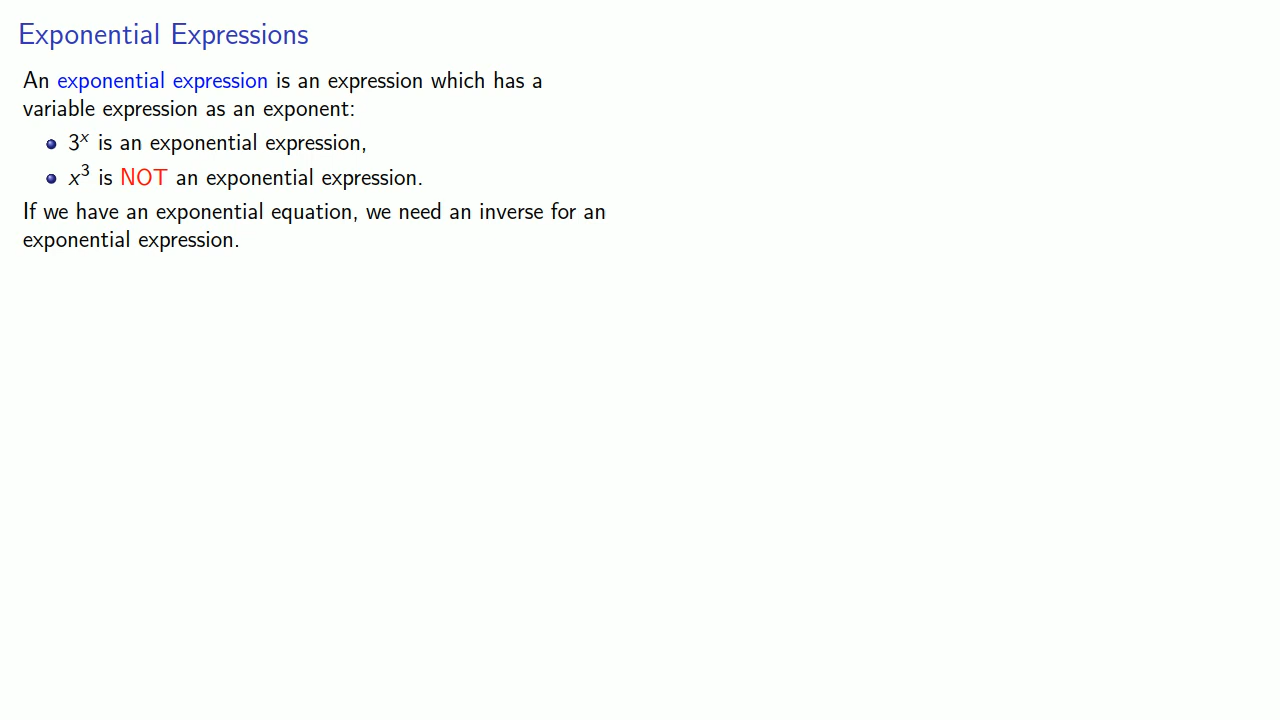 Exponential Expressions
An exponential expression is an expression which has a
variable expression as an exponent:
3ˣ is an exponential expression,
x³ is NOT an exponential expression.
If we have an exponential equation, we need an inverse for an
exponential expression.